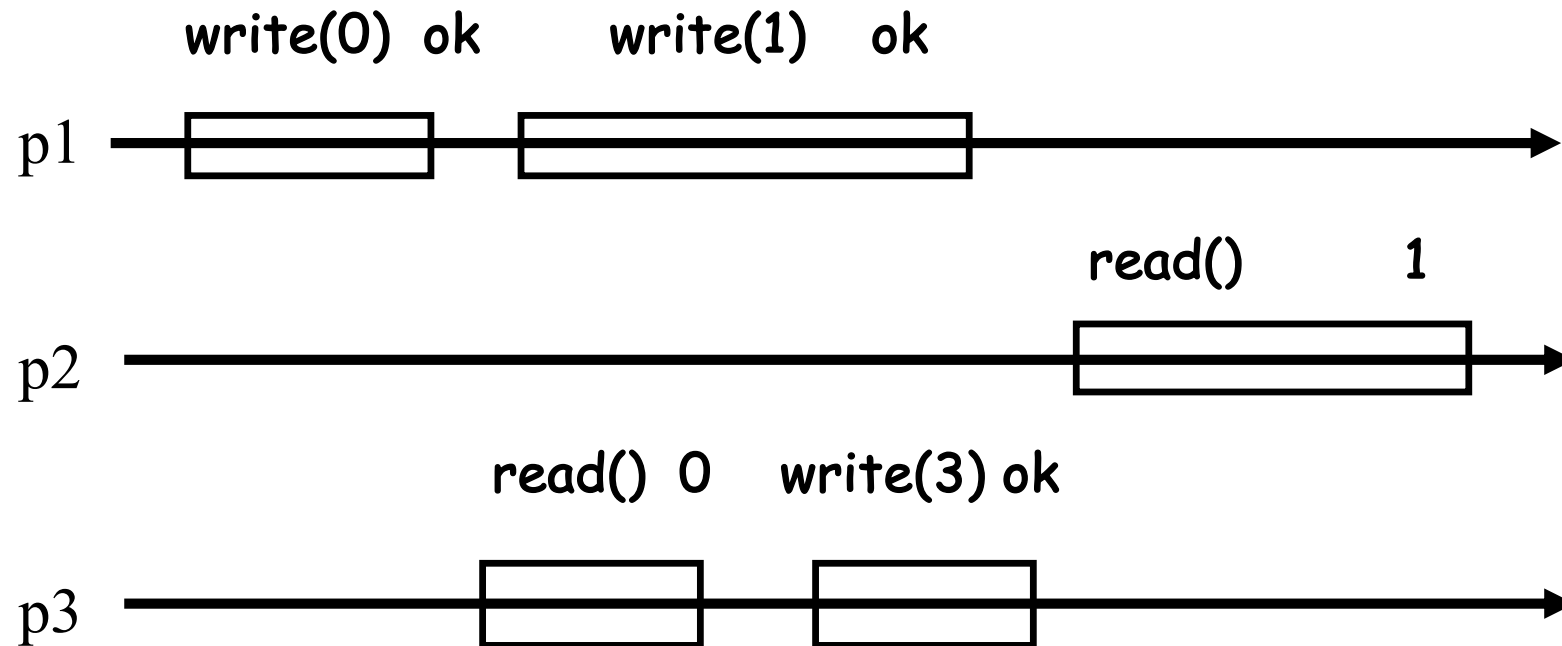 write(0) ok write(1) ok
p1
read() 1
p2
read() 0 write(3) ok
p3